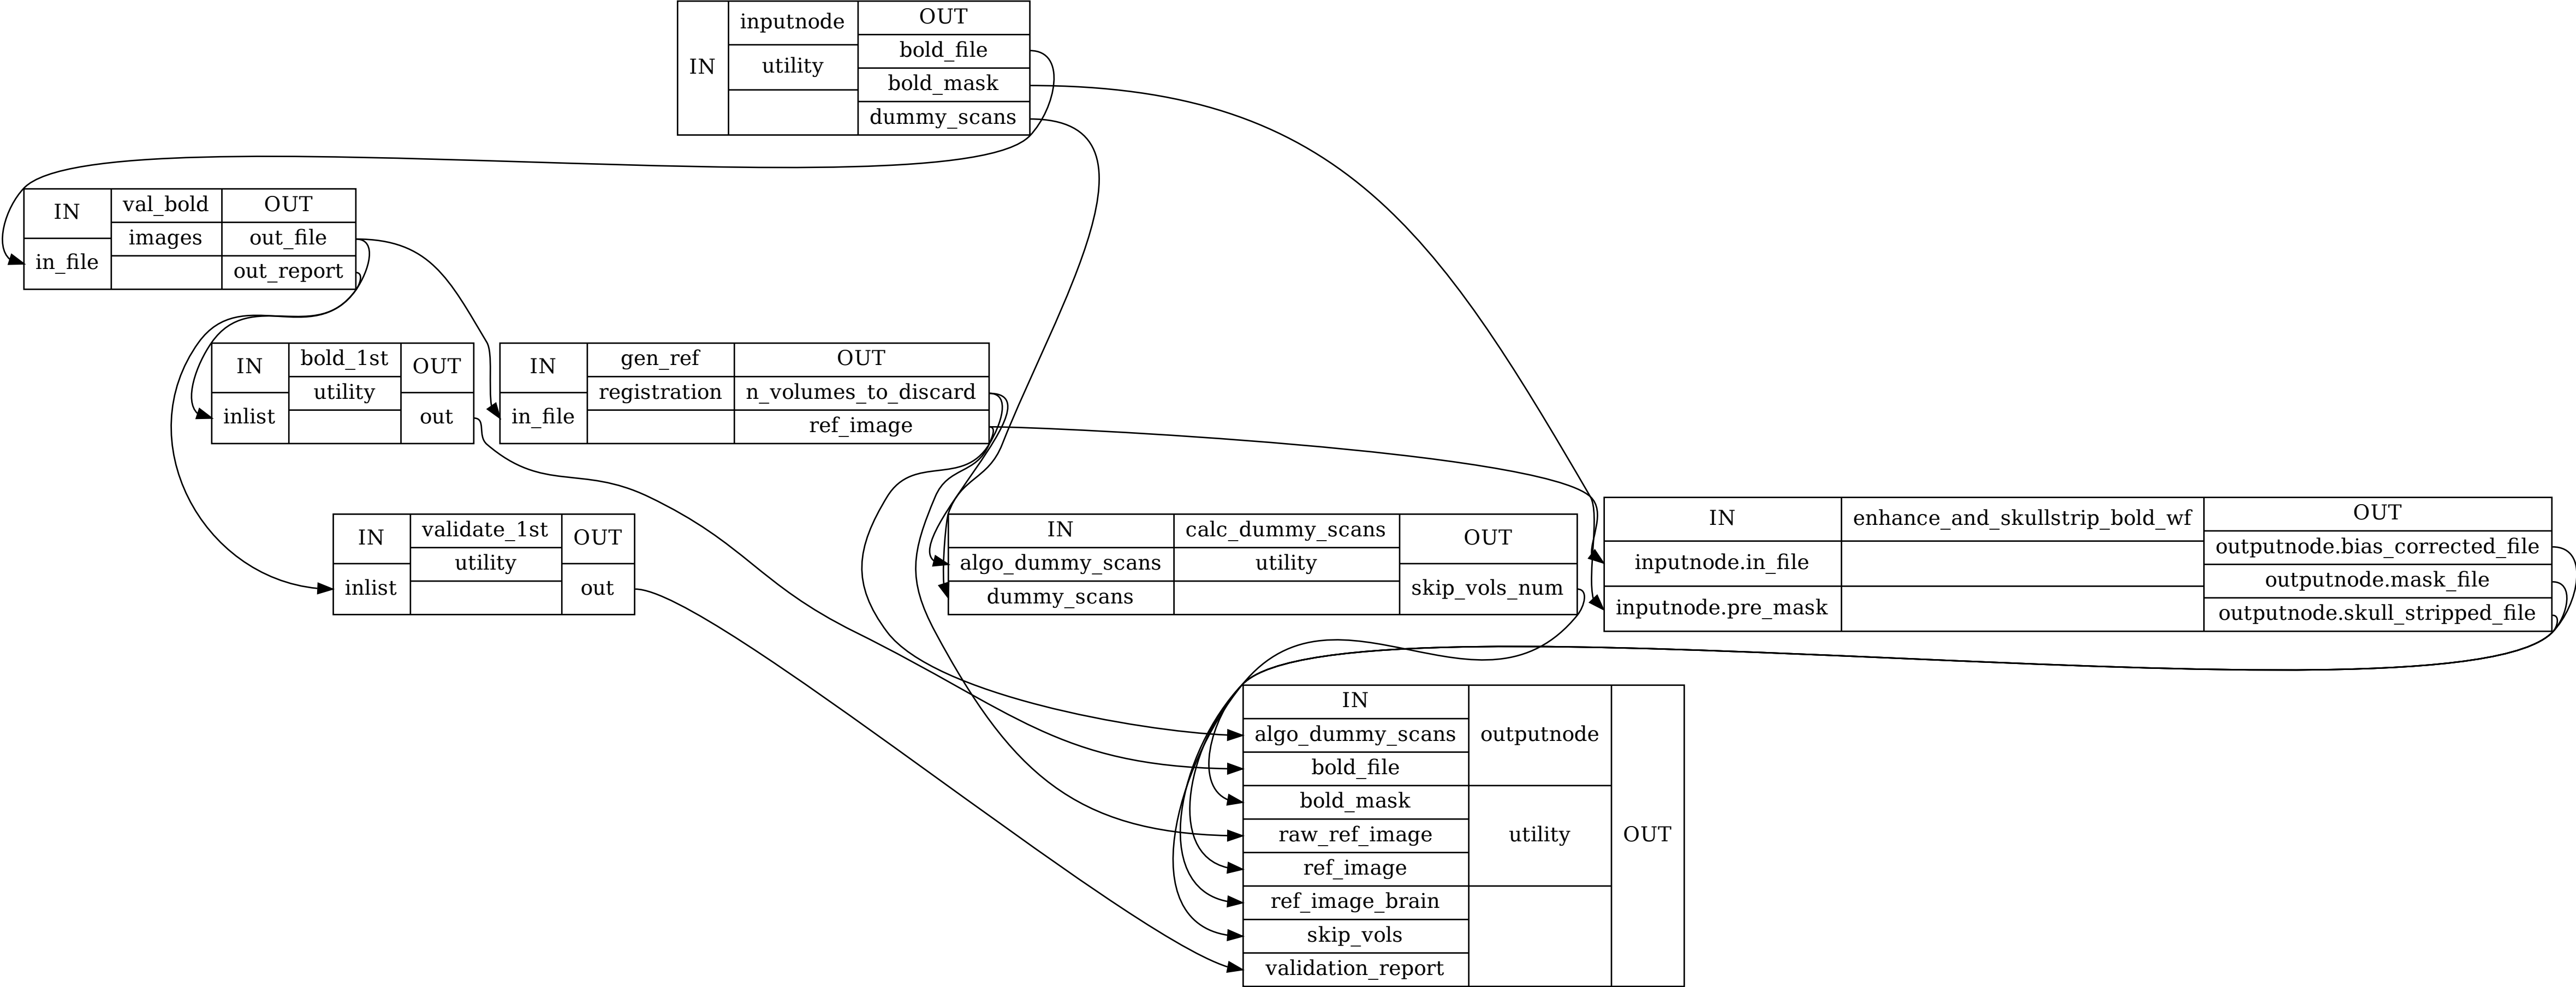 IN
inputnode
utility
OUT
bold_file
bold_mask
dummy_scans
IN
in_file
val_bold
images
OUT
out_file
out_report
IN
inlist
bold_1st
utility
OUT
out
IN
in_file
gen_ref
registration
OUT
n_volumes_to_discard
ref_image
IN
inlist
validate_1st
utility
OUT
out
IN
algo_dummy_scans
dummy_scans
calc_dummy_scans
utility
OUT
skip_vols_num
IN
inputnode.in_file
inputnode.pre_mask
enhance_and_skullstrip_bold_wf
OUT
outputnode.bias_corrected_file
outputnode.mask_file
outputnode.skull_stripped_file
IN
algo_dummy_scans
bold_file
bold_mask
raw_ref_image
ref_image
ref_image_brain
skip_vols
validation_report
outputnode
utility
OUT